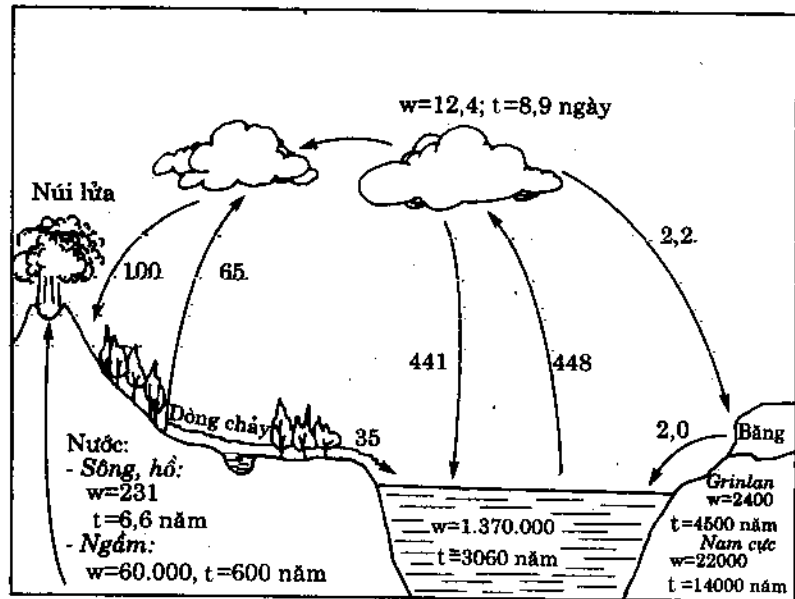 w=12,4; t=8,9 ngày
Núi lửa
100
65
2,2
441
448
Dòng chảy
35
2,0
Băng
Nước:
- Sông, hồ:
w=231
t=6,6 năm
- Ngầm:
w=60.000, t=600 năm
w=1.370.000
t=3060 năm
Grinlan
w=2400
t=4500 năm
Nam cực
w=22000
t=14000 năm